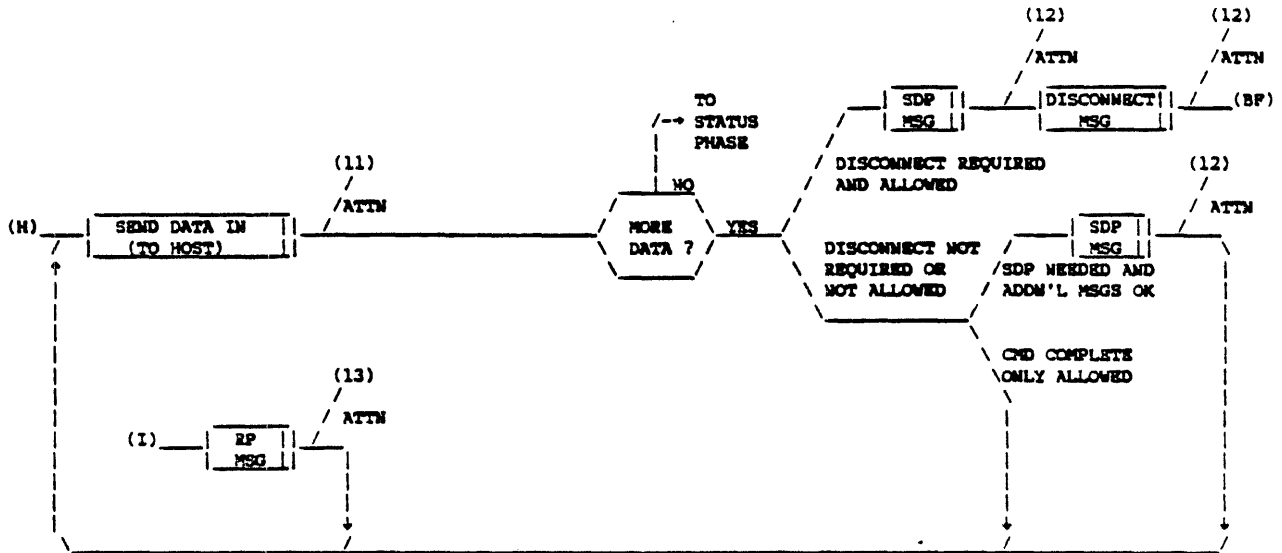 (12) (12)
ATTN ATTN
TO
STATUS
PHASE
SDP
MSG
DISCONNECT
MSG
(BF)
(11)
ATTN
NO
DISCONNECT REQUIRED
AND ALLOWED
(12)
ATTN
(H)
SEND DATA IN
(TO HOST)
MORE
DATA ?
YES
SDP
MSG
DISCONNECT NOT
REQUIRED OR
NOT ALLOWED
SDP NEEDED AND
ADDN'L MSGS OK
(13)
ATTN
CMD COMPLETE
ONLY ALLOWED
(I)
RP
MSG